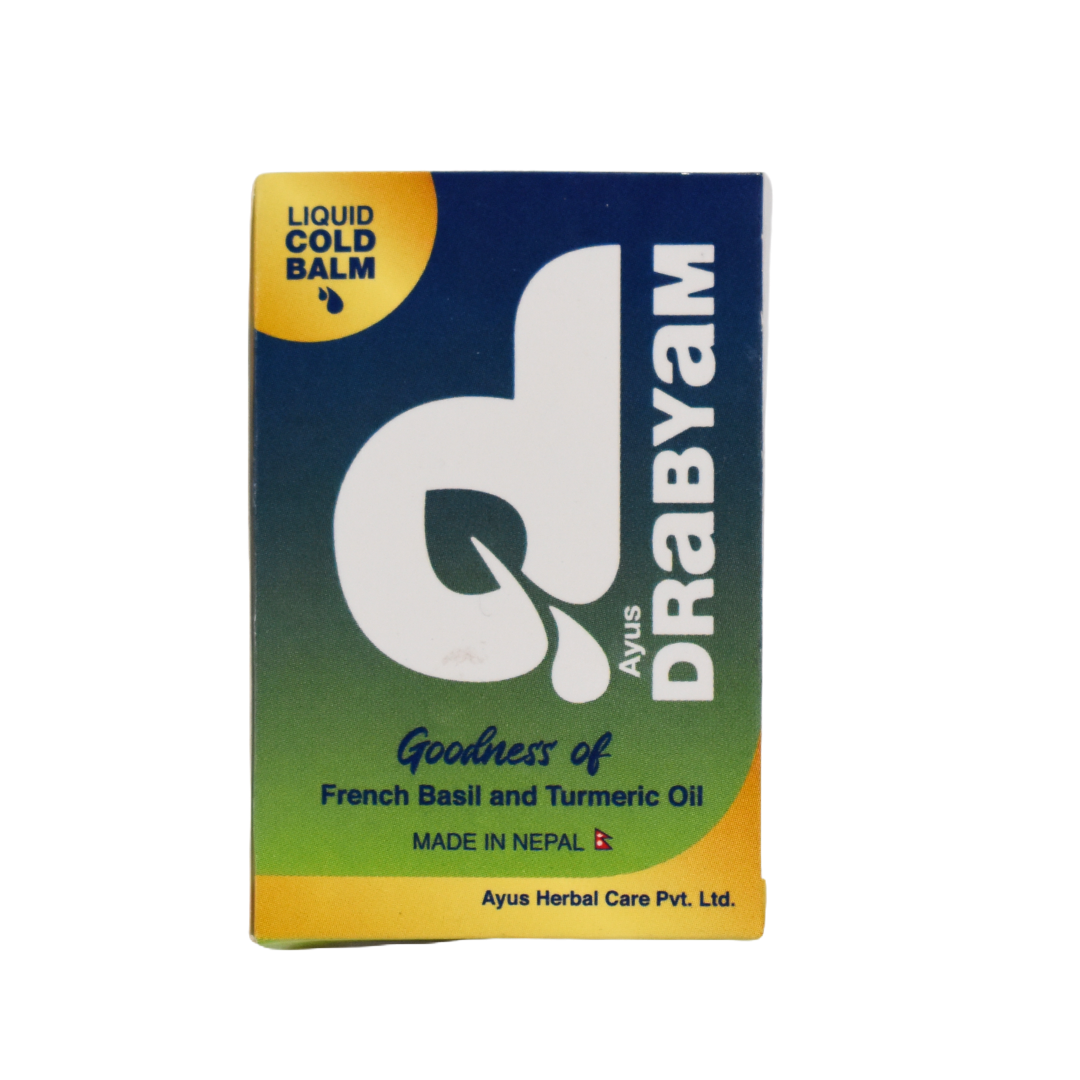 LIQUID
COLD
BALM
Ayus
DRaBYaM
Goodness of
French Basil and Turmeric Oil
MADE IN NEPAL
Ayus Herbal Care Pvt. Ltd.